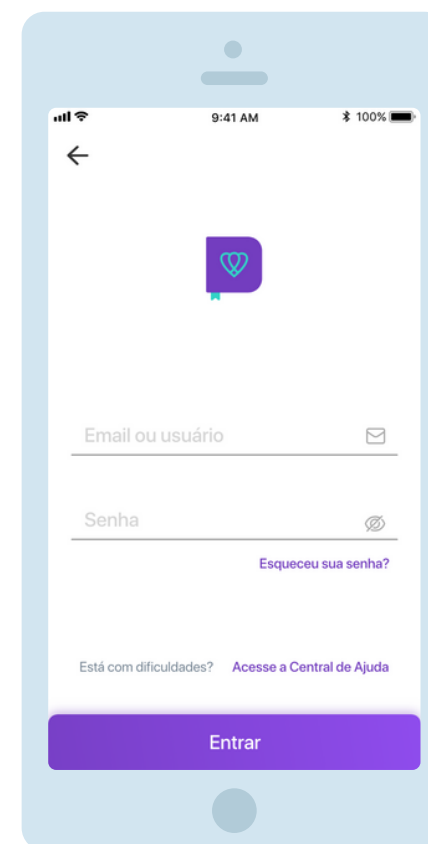 9:41 AM 100%
Email ou usuário
Senha
Esqueceu sua senha?
Está com dificuldades? Acesse a Central de Ajuda
Entrar